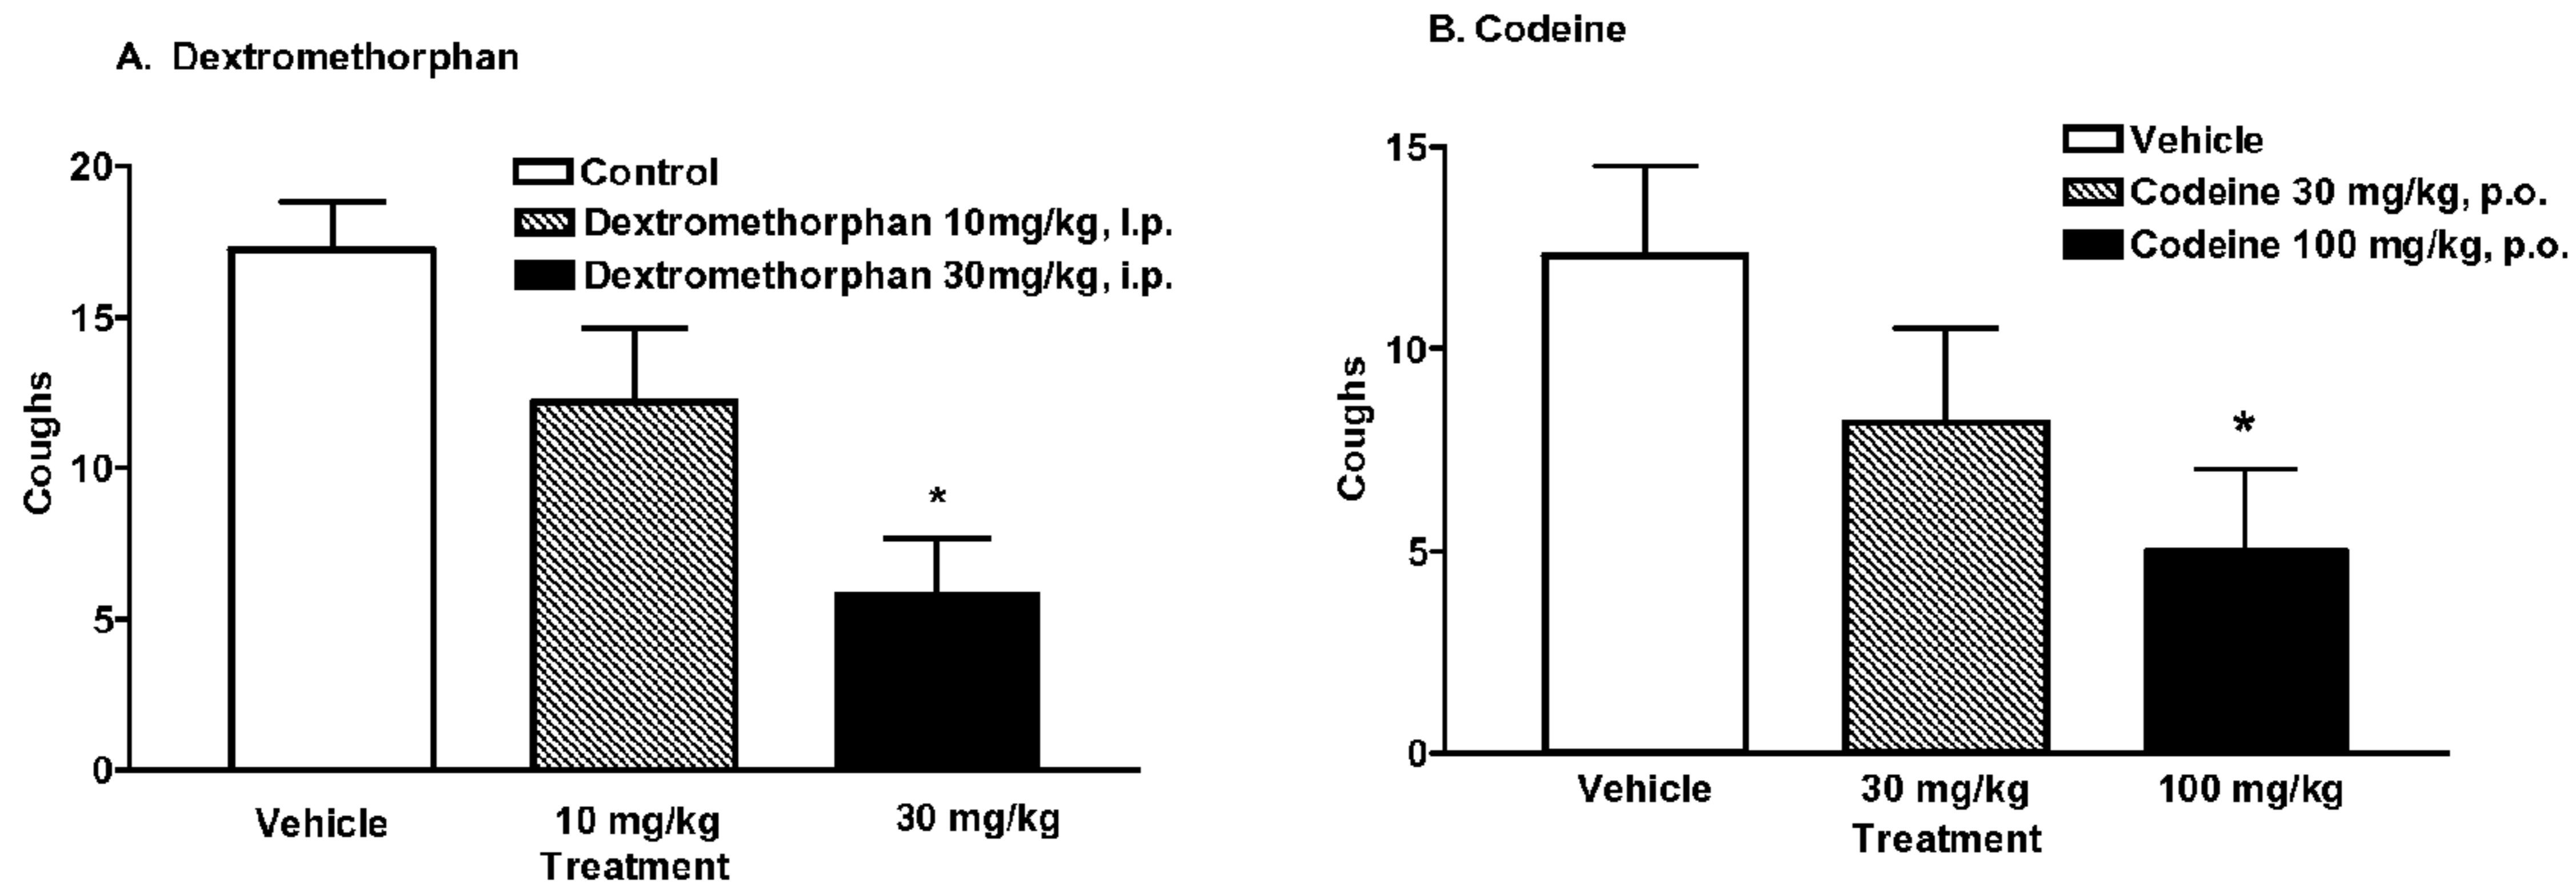 A. Dextromethorphan
20
15
10
5
0
Coughs
Control
Dextromethorphan 10mg/kg, I.p.
Dextromethorphan 30mg/kg, i.p.
*
Vehicle
10 mg/kg
30 mg/kg
Treatment
B. Codeine
15
10
5
0
Coughs
Vehicle
Codeine 30 mg/kg, p.o.
Codeine 100 mg/kg, p.o.
*
Vehicle
30 mg/kg
100 mg/kg
Treatment